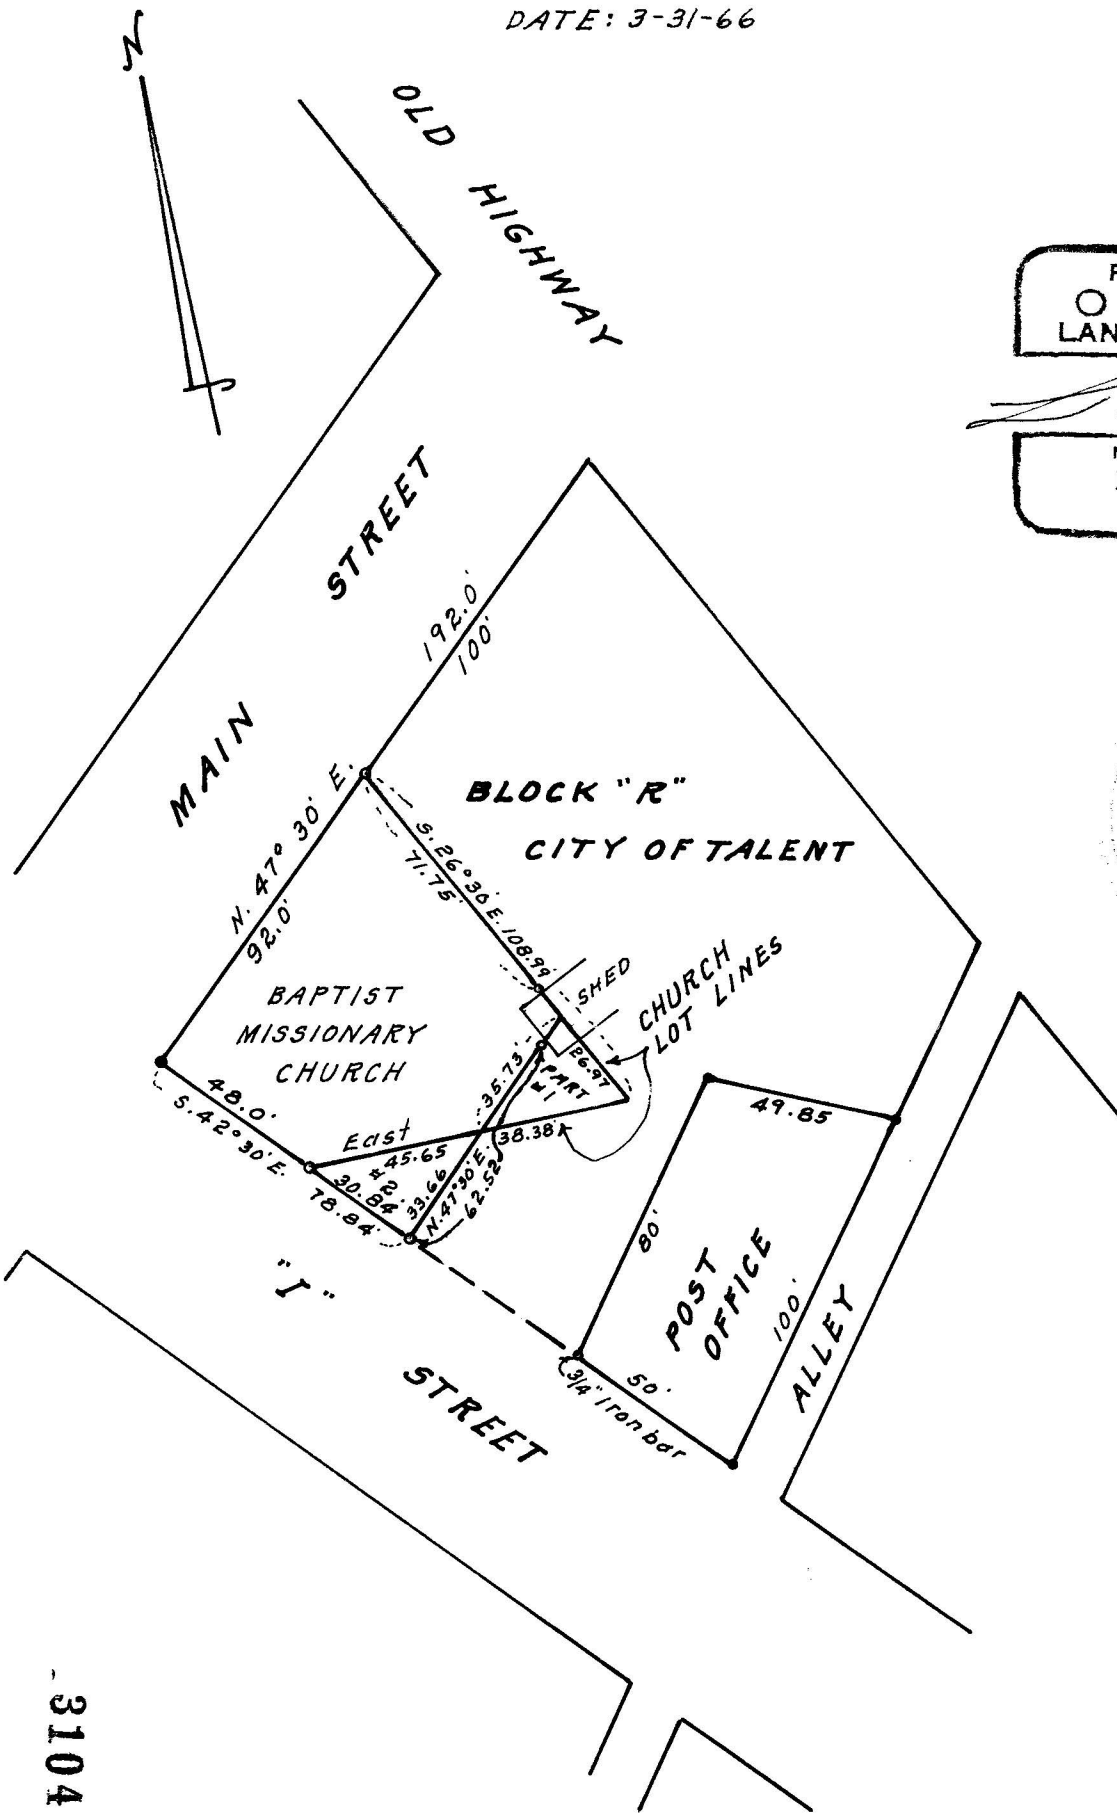 DATE: 3-31-66
N
OLD HIGHWAY
LAN
MAIN STREET
192.0'
100'
N. 47° 30' E.
92.0'
BLOCK "R"
CITY OF TALENT
S. 26° 30' E. 108.99'
71.75'
SHED
CHURCH
LOT LINES
BAPTIST
MISSIONARY
CHURCH
26.97
PART
#1
35.73'
48.0'
S. 42° 30' E.
78.84'
East
45.65
38.38
#2
30.84'
33.66
N. 47° 30' E.
62.52'
49.85
80'
POST
OFFICE
100'
ALLEY
50'
3/4" Iron bar
"I"
STREET
3104